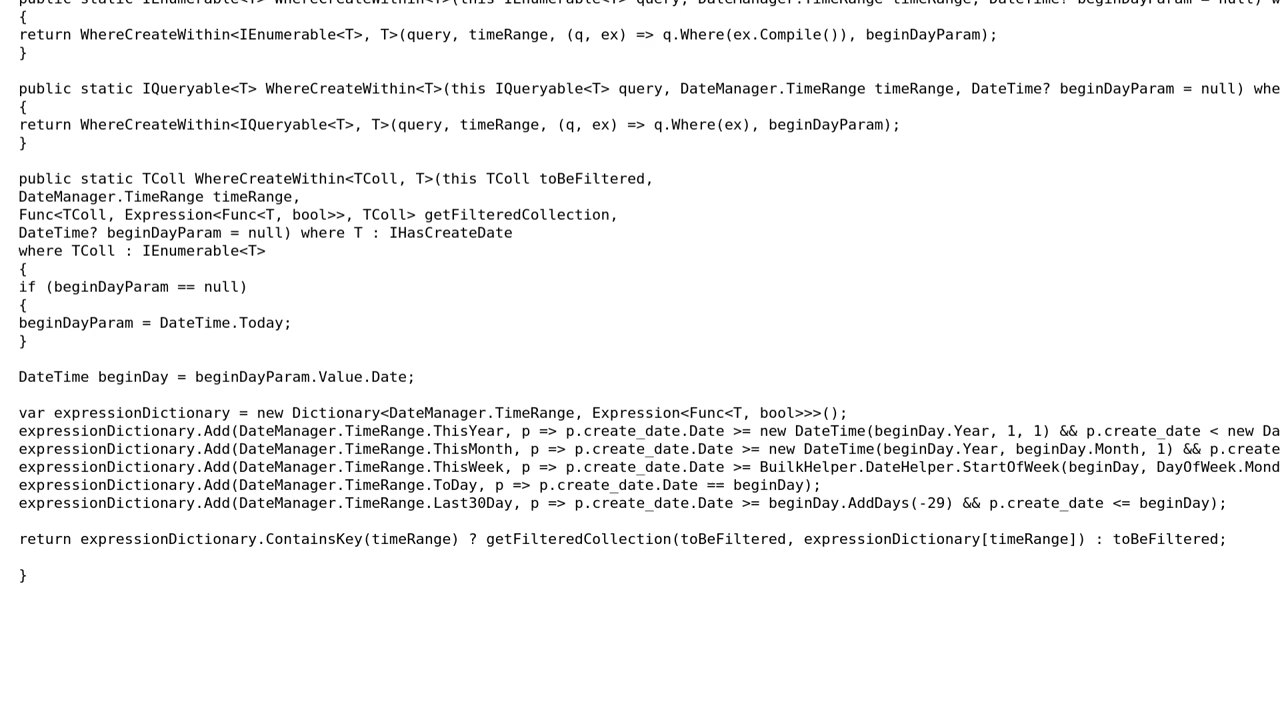 public static IEnumerable<T> WhereCreateWithin<T>(this IEnumerable<T> query, DateManager.TimeRange timeRange, DateTime? beginDayParam = null) w
{
return WhereCreateWithin<IEnumerable<T>, T>(query, timeRange, (q, ex) => q.Where(ex.Compile()), beginDayParam);
}
public static IQueryable<T> WhereCreateWithin<T>(this IQueryable<T> query, DateManager.TimeRange timeRange, DateTime? beginDayParam = null) whe
{
return WhereCreateWithin<IQueryable<T>, T>(query, timeRange, (q, ex) => q.Where(ex), beginDayParam);
}
public static TColl WhereCreateWithin<TColl, T>(this TColl toBeFiltered,
DateManager.TimeRange timeRange,
Func<TColl, Expression<Func<T, bool>>, TColl> getFilteredCollection,
DateTime? beginDayParam = null) where T : IHasCreateDate
where TColl : IEnumerable<T>
{
if (beginDayParam == null)
{
beginDayParam = DateTime.Today;
}
DateTime beginDay = beginDayParam.Value.Date;
var expressionDictionary = new Dictionary<DateManager.TimeRange, Expression<Func<T, bool>>>();
expressionDictionary.Add(DateManager.TimeRange.ThisYear, p => p.create_date.Date >= new DateTime(beginDay.Year, 1, 1) && p.create_date < new Da
expressionDictionary.Add(DateManager.TimeRange.ThisMonth, p => p.create_date.Date >= new DateTime(beginDay.Year, beginDay.Month, 1) && p.create
expressionDictionary.Add(DateManager.TimeRange.ThisWeek, p => p.create_date.Date >= BuilkHelper.DateHelper.StartOfWeek(beginDay, DayOfWeek.Mond
expressionDictionary.Add(DateManager.TimeRange.ToDay, p => p.create_date.Date == beginDay);
expressionDictionary.Add(DateManager.TimeRange.Last30Day, p => p.create_date.Date >= beginDay.AddDays(-29) && p.create_date <= beginDay);
return expressionDictionary.ContainsKey(timeRange) ? getFilteredCollection(toBeFiltered, expressionDictionary[timeRange]) : toBeFiltered;
}